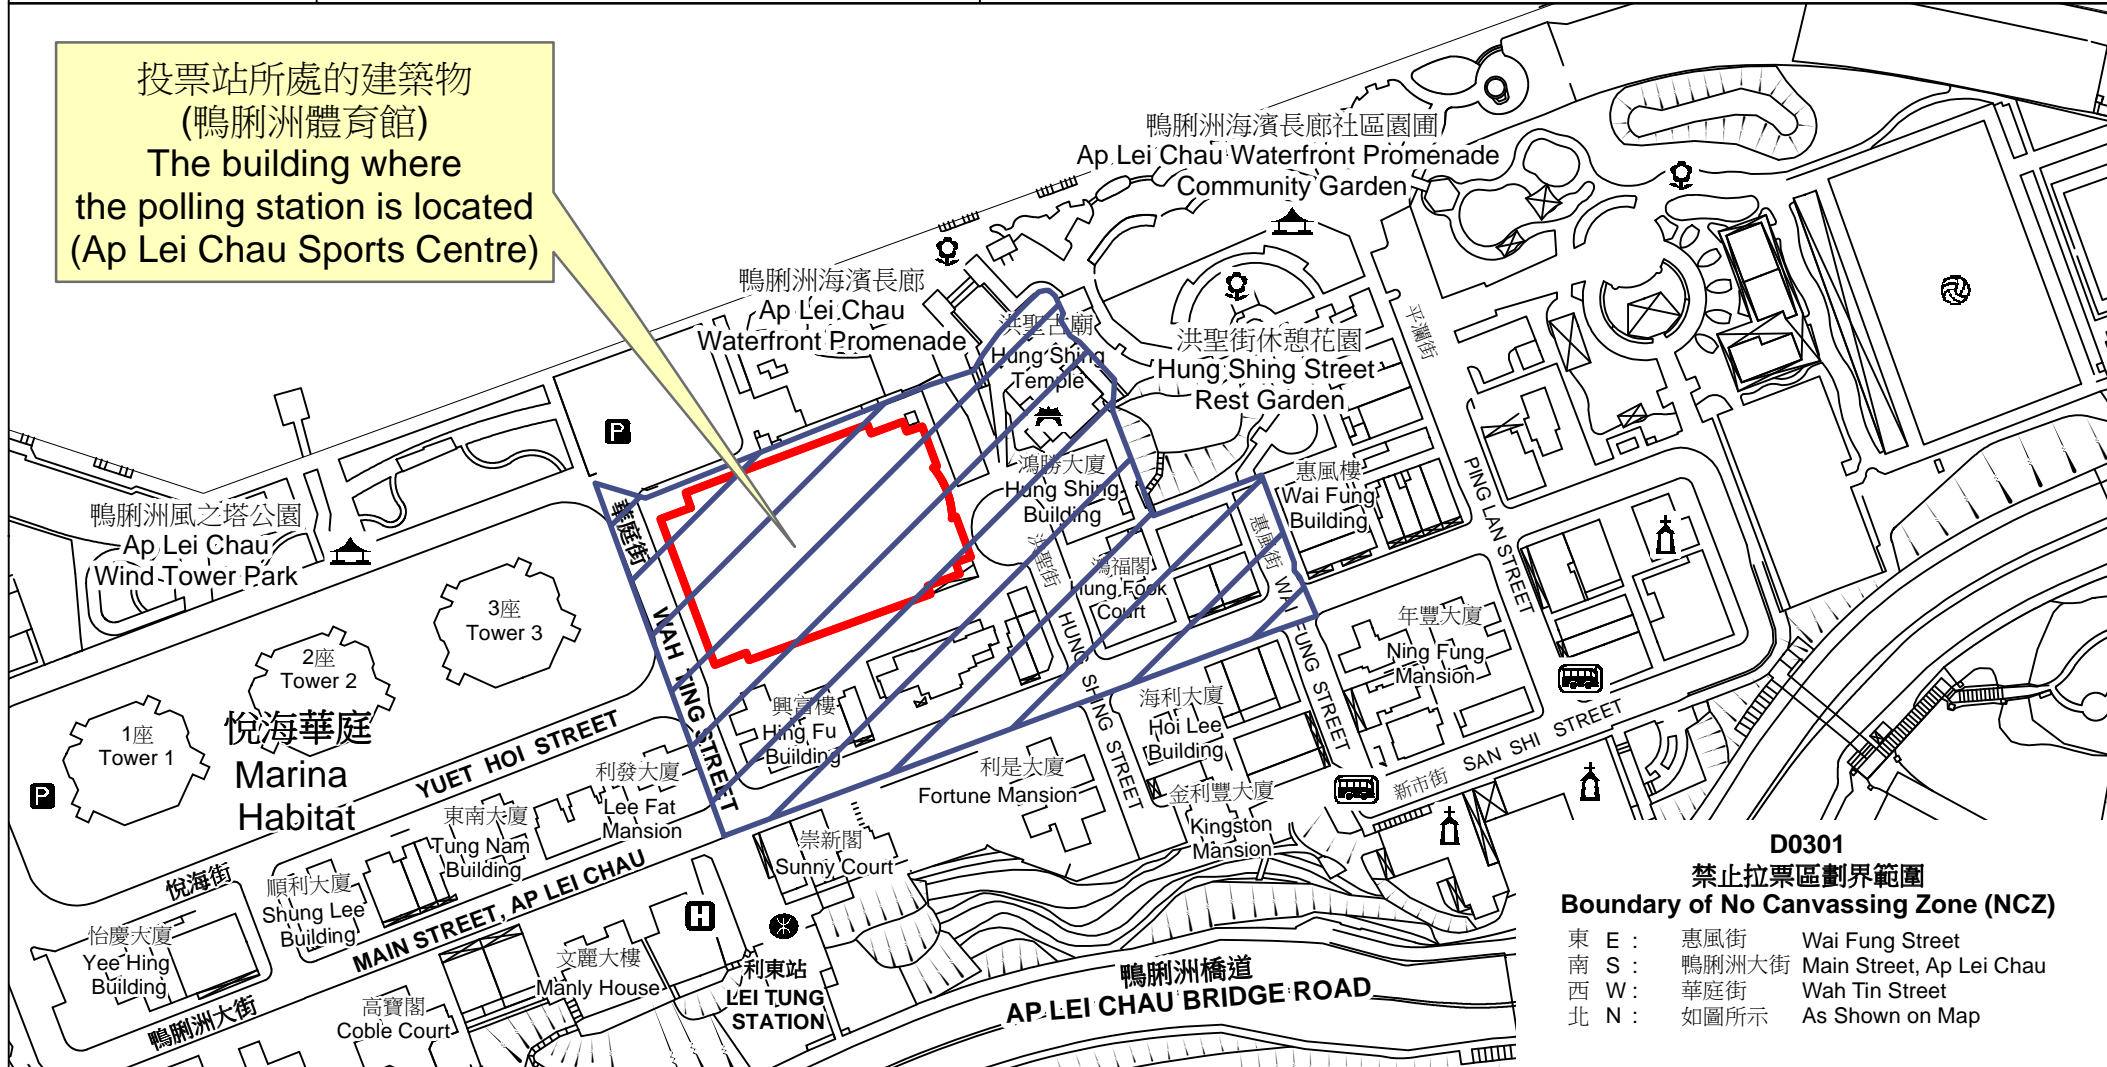 投票站所處的建築物
(鴨脷洲體育館)
The building where
the polling station is located
(Ap Lei Chau Sports Centre)
鴨脷洲海濱長廊社區園圃
Ap Lei Chau Waterfront Promenade
Community Garden
鴨脷洲海濱長廊
Ap Lei Chau
Waterfront Promenade
洪聖古廟
Hung Shing
Temple
洪聖街休憩花園
Hung Shing Street
Rest Garden
平瀾街
PING LAN STREET
P
鴨脷洲風之塔公園
Ap Lei Chau
Wind Tower Park
華庭街
WAH TING STREET
鴻勝大廈
Hung Shing
Building
惠風樓
Wai Fung
Building
惠風街
WAI FUNG STREET
洪聖街
HUNG SHING STREET
鴻福閣
Hung Fook
Court
3座
Tower 3
2座
Tower 2
1座
Tower 1
悅海華庭
Marina
Habitat
P
YUET HOI STREET
悅海街
興富樓
Hing Fu
Building
年豐大廈
Ning Fung
Mansion
海利大廈
Hoi Lee
Building
利是大廈
Fortune Mansion
金利豐大廈
Kingston
Mansion
新市街 SAN SHI STREET
利發大廈
Lee Fat
Mansion
東南大廈
Tung Nam
Building
順利大廈
Shung Lee
Building
怡慶大廈
Yee Hing
Building
崇新閣
Sunny Court
MAIN STREET, AP LEI CHAU
鴨脷洲大街
高寶閣
Coble Court
文麗大樓
Manly House
H
利東站
LEI TUNG
STATION
鴨脷洲橋道
AP LEI CHAU BRIDGE ROAD
D0301
禁止拉票區劃界範圍
Boundary of No Canvassing Zone (NCZ)
東 E : 惠風街 Wai Fung Street
南 S : 鴨脷洲大街 Main Street, Ap Lei Chau
西 W : 華庭街 Wah Tin Street
北 N : 如圖所示 As Shown on Map